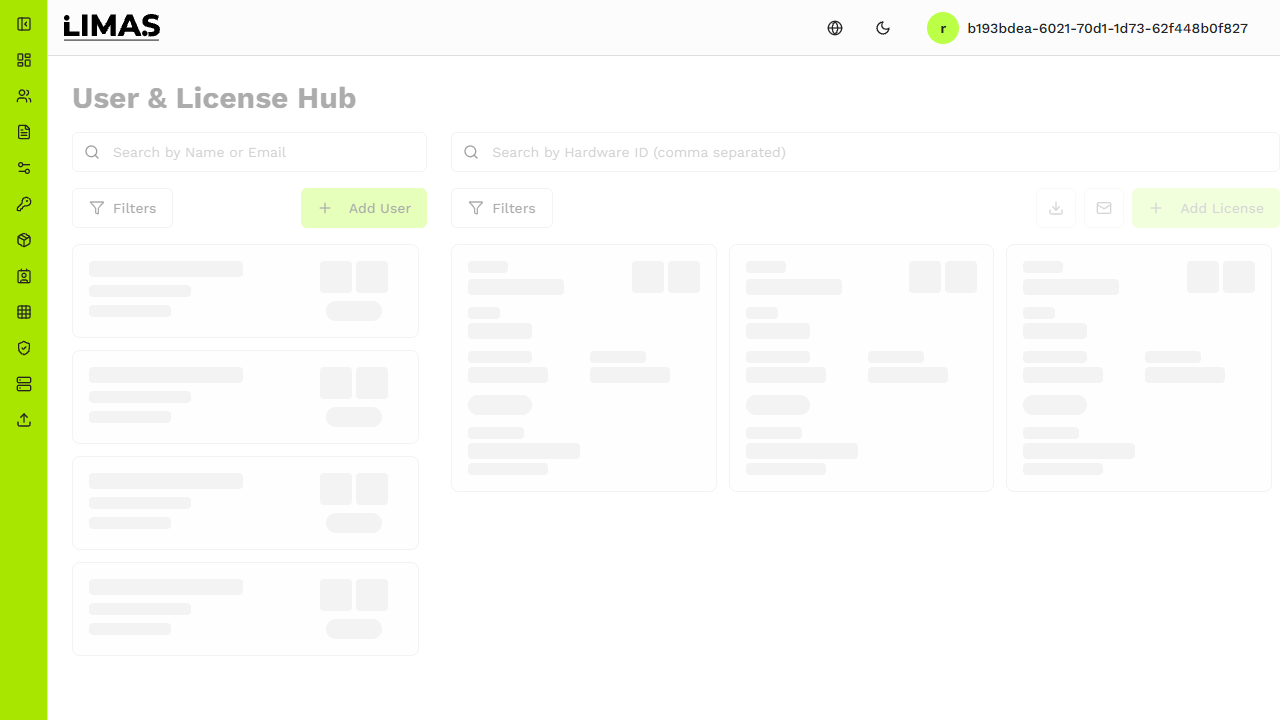 LIMAS
r
b193bdea-6021-70d1-1d73-62f448b0f827
User & License Hub
Search by Name or Email
Search by Hardware ID (comma separated)
Filters
Add User
Filters
Add License